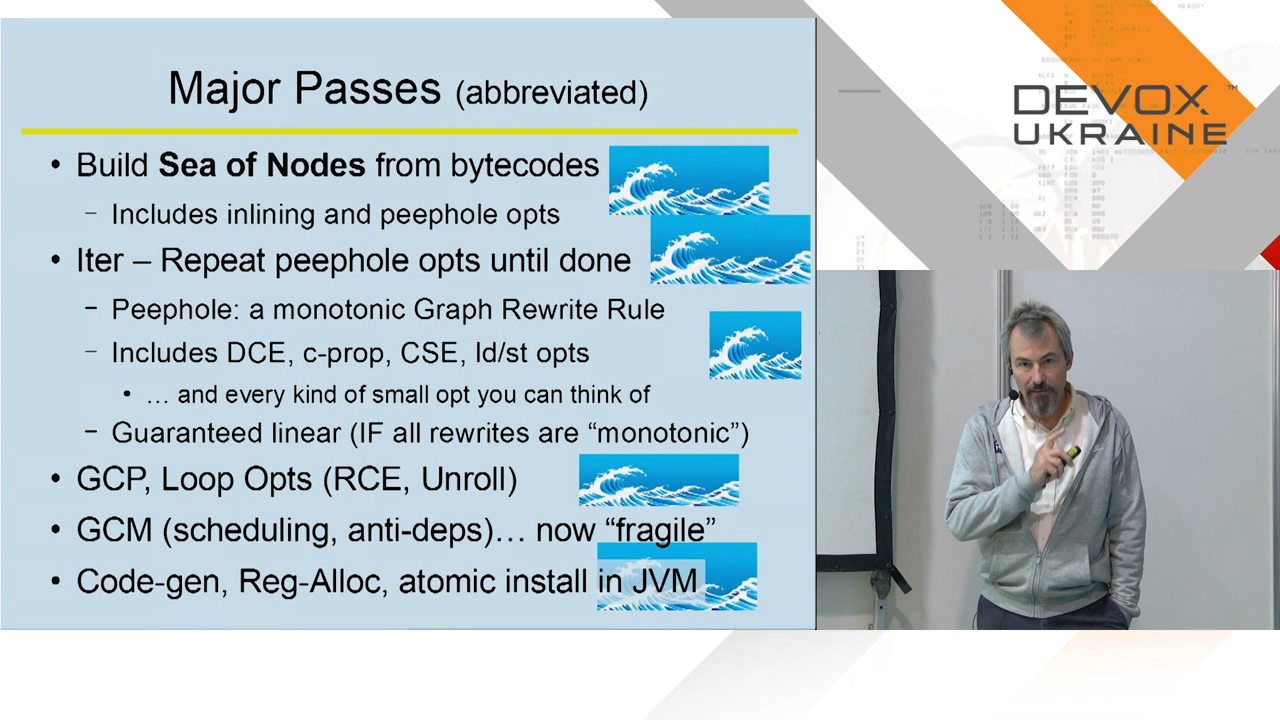 Major Passes (abbreviated)
• Build Sea of Nodes from bytecodes
– Includes inlining and peephole opts
• Iter – Repeat peephole opts until done
– Peephole: a monotonic Graph Rewrite Rule
– Includes DCE, c-prop, CSE, ld/st opts
• … and every kind of small opt you can think of
– Guaranteed linear (IF all rewrites are “monotonic”)
• GCP, Loop Opts (RCE, Unroll)
• GCM (scheduling, anti-deps)… now “fragile”
• Code-gen, Reg-Alloc, atomic install in JVM
DEVOX™
UKRAINE